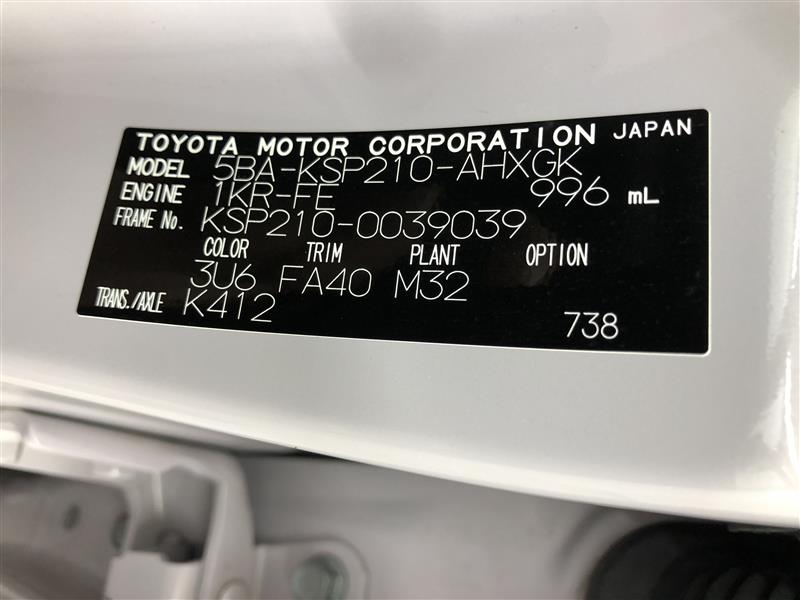 TOYOTA MOTOR CORPORATION JAPAN
MODEL 5BA-KSP210-AHXGK
ENGINE 1KR-FE 996 mL
FRAME No. KSP210-0039039
COLOR TRIM PLANT OPTION
3U6 FA40 M32
TRANS./AXLE K412 738